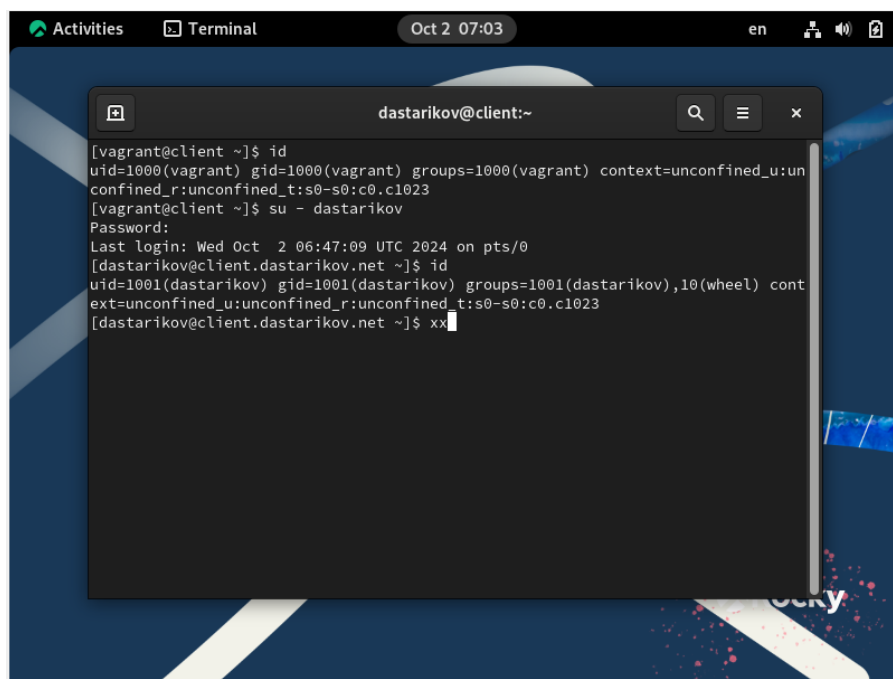 Activities Terminal Oct 2 07:03 en
dastarikov@client:~
[vagrant@client ~]$ id
uid=1000(vagrant) gid=1000(vagrant) groups=1000(vagrant) context=unconfined_u:un
confined_r:unconfined_t:s0-s0:c0.c1023
[vagrant@client ~]$ su - dastarikov
Password:
Last login: Wed Oct  2 06:47:09 UTC 2024 on pts/0
[dastarikov@client.dastarikov.net ~]$ id
uid=1001(dastarikov) gid=1001(dastarikov) groups=1001(dastarikov),10(wheel) cont
ext=unconfined_u:unconfined_r:unconfined_t:s0-s0:c0.c1023
[dastarikov@client.dastarikov.net ~]$ xx